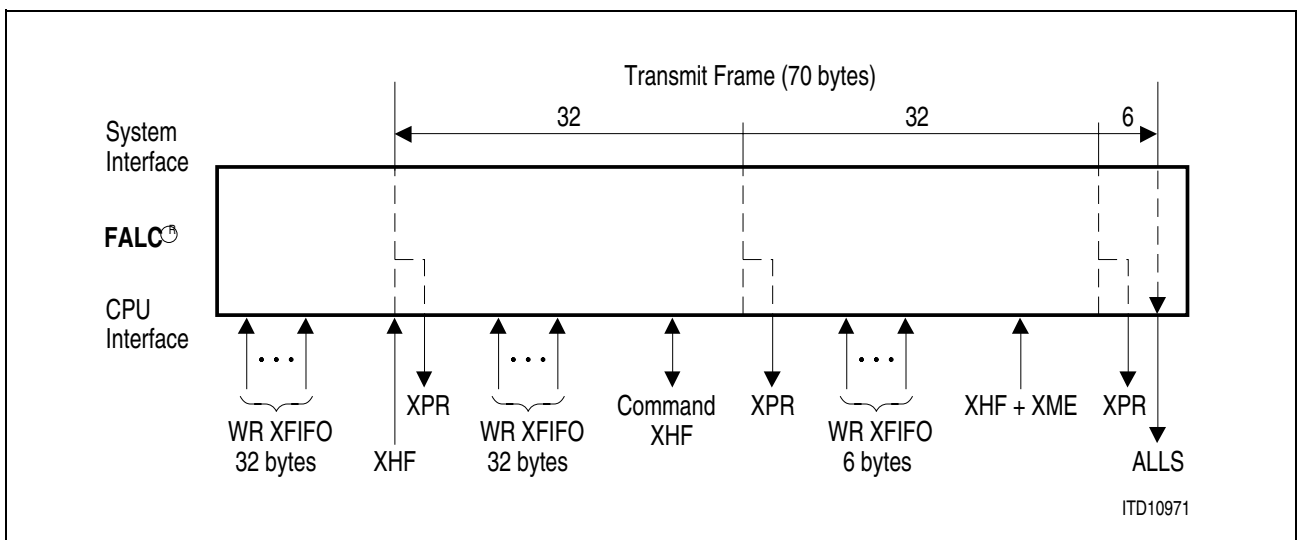 Transmit Frame (70 bytes)
32 32 6
System
Interface
FALC®
CPU
Interface
XPR Command XPR XHF + XME XPR
WR XFIFO WR XFIFO XHF WR XFIFO
32 bytes XHF 32 bytes 6 bytes ALLS
ITD10971